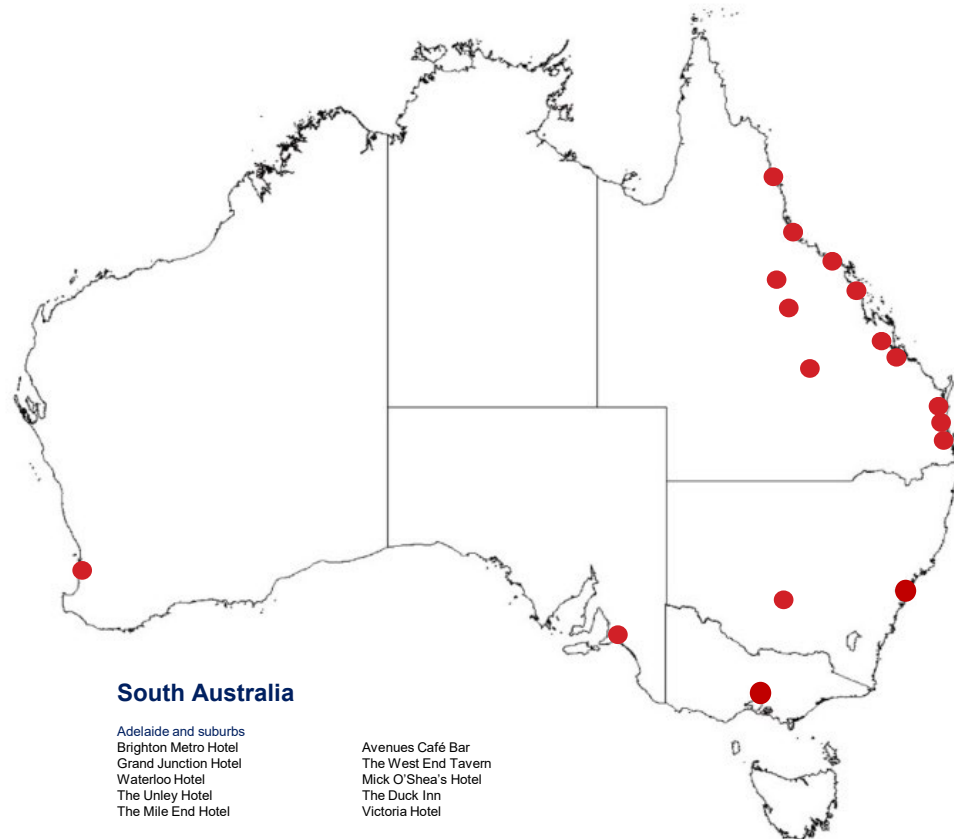 South Australia
Adelaide and suburbs
Brighton Metro Hotel
Grand Junction Hotel
Waterloo Hotel
The Unley Hotel
The Mile End Hotel
Avenues Café Bar
The West End Tavern
Mick O'Shea's Hotel
The Duck Inn
Victoria Hotel